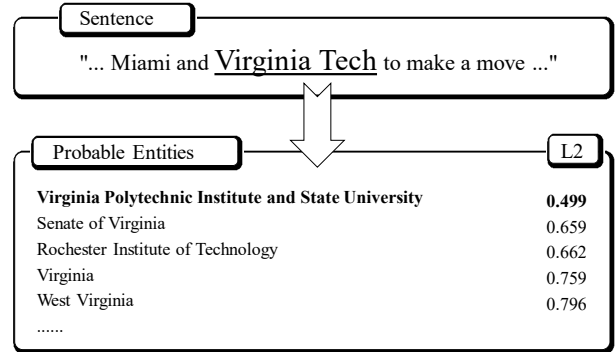 Sentence
"... Miami and Virginia Tech to make a move ..."
Probable Entities L2
Virginia Polytechnic Institute and State University 0.499
Senate of Virginia 0.659
Rochester Institute of Technology 0.662
Virginia 0.759
West Virginia 0.796
......